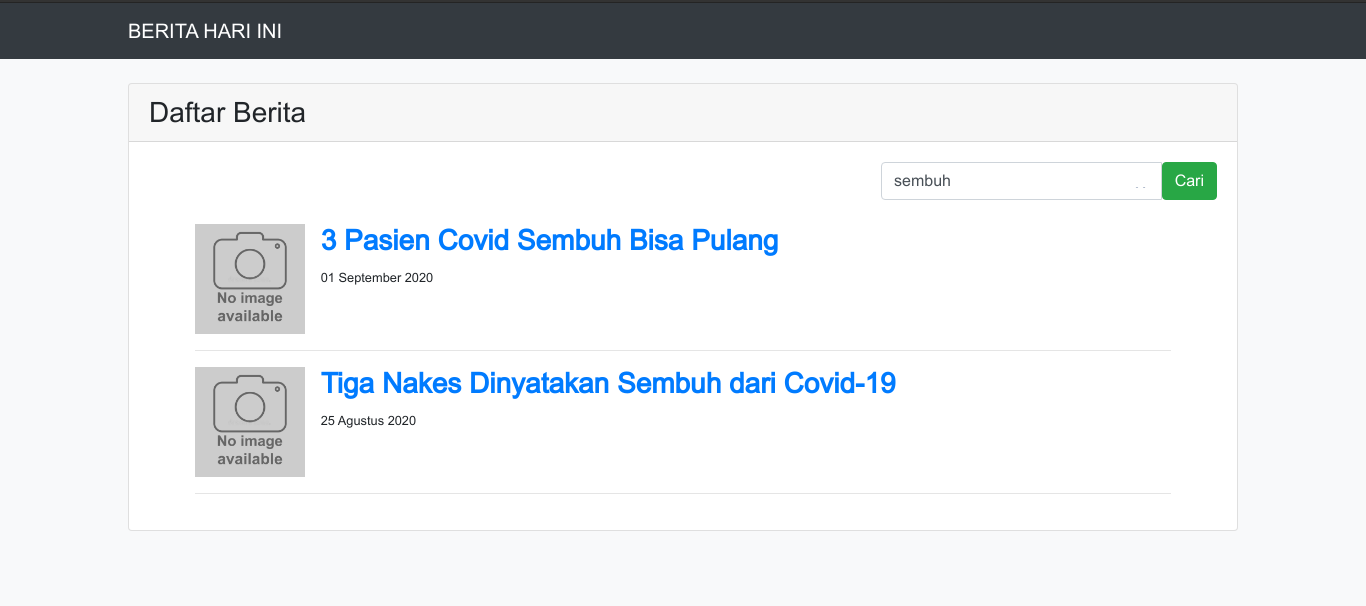 BERITA HARI INI
Daftar Berita
sembuh
Cari
3 Pasien Covid Sembuh Bisa Pulang
01 September 2020
No image
available
Tiga Nakes Dinyatakan Sembuh dari Covid-19
25 Agustus 2020
No image
available